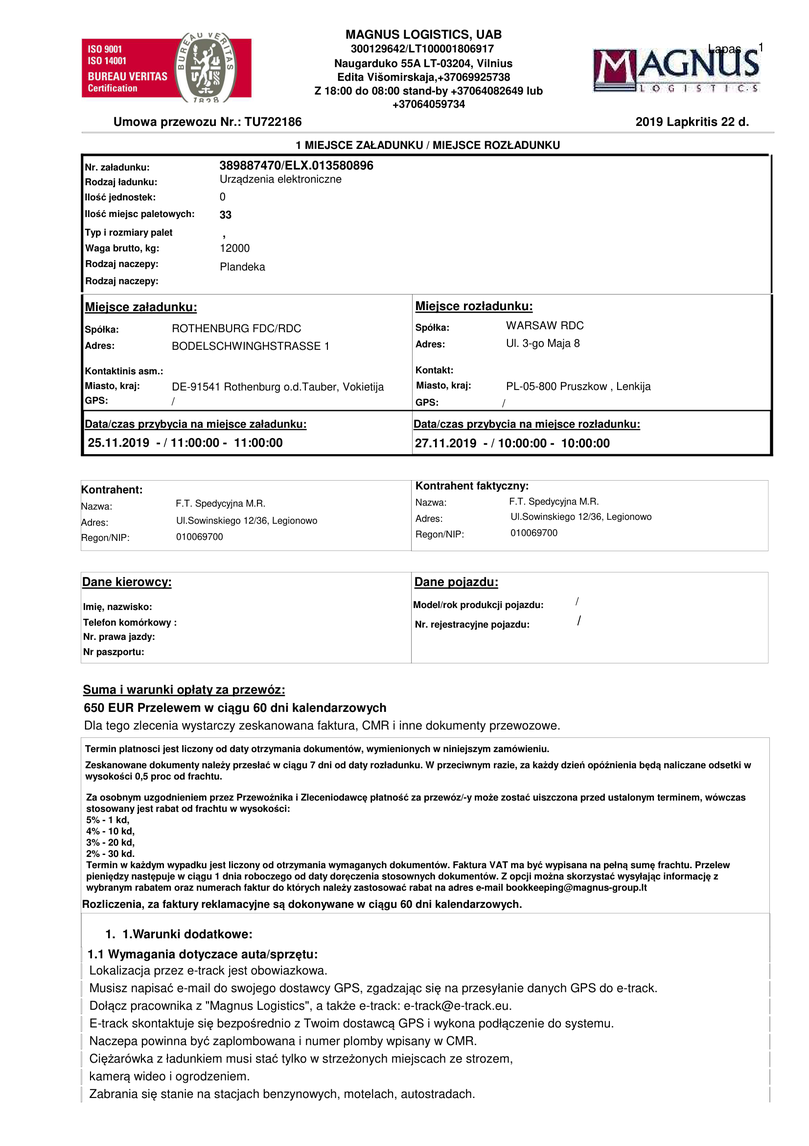 ISO 9001
ISO 14001
BUREAU VERITAS
Certification
BUREAU VERITAS
1828
MAGNUS LOGISTICS, UAB
300129642/LT100001806917
Naugarduko 55A LT-03204, Vilnius
Edita Višomirskaja,+37069925738
Z 18:00 do 08:00 stand-by +37064082649 lub
+37064059734
Lapas 1
MAGNUS
LOGISTICS
Umowa przewozu Nr.: TU722186
2019 Lapkritis 22 d.
1 MIEJSCE ZAŁADUNKU / MIEJSCE ROZŁADUNKU
Nr. załadunku: 389887470/ELX.013580896
Rodzaj ładunku: Urządzenia elektroniczne
Ilość jednostek: 0
Ilość miejsc paletowych: 33
Typ i rozmiary palet ,
Waga brutto, kg: 12000
Rodzaj naczepy: Plandeka
Rodzaj naczepy:
Miejsce załadunku:
Spółka: ROTHENBURG FDC/RDC
Adres: BODELSCHWINGHSTRASSE 1
Kontaktinis asm.:
Miasto, kraj: DE-91541 Rothenburg o.d.Tauber, Vokietija
GPS: /
Data/czas przybycia na miejsce załadunku:
25.11.2019 - / 11:00:00 - 11:00:00
Miejsce rozładunku:
Spółka: WARSAW RDC
Adres: Ul. 3-go Maja 8
Kontakt:
Miasto, kraj: PL-05-800 Pruszkow , Lenkija
GPS: /
Data/czas przybycia na miejsce rozładunku:
27.11.2019 - / 10:00:00 - 10:00:00
Kontrahent:
Nazwa: F.T. Spedycyjna M.R.
Adres: Ul.Sowinskiego 12/36, Legionowo
Regon/NIP: 010069700
Kontrahent faktyczny:
Nazwa: F.T. Spedycyjna M.R.
Adres: Ul.Sowinskiego 12/36, Legionowo
Regon/NIP: 010069700
Dane kierowcy:
Imię, nazwisko:
Telefon komórkowy :
Nr. prawa jazdy:
Nr paszportu:
Dane pojazdu:
Model/rok produkcji pojazdu: /
Nr. rejestracyjne pojazdu: /
Suma i warunki opłaty za przewóz:
650 EUR Przelewem w ciągu 60 dni kalendarzowych
Dla tego zlecenia wystarczy zeskanowana faktura, CMR i inne dokumenty przewozowe.
Termin platnosci jest liczony od daty otrzymania dokumentów, wymienionych w niniejszym zamówieniu.
Zeskanowane dokumenty należy przesłać w ciągu 7 dni od daty rozładunku. W przeciwnym razie, za każdy dzień opóźnienia będą naliczane odsetki w
wysokości 0,5 proc od frachtu.
Za osobnym uzgodnieniem przez Przewoźnika i Zleceniodawcę płatność za przewóz/-y może zostać uiszczona przed ustalonym terminem, wówczas
stosowany jest rabat od frachtu w wysokości:
5% - 1 kd,
4% - 10 kd,
3% - 20 kd,
2% - 30 kd.
Termin w każdym wypadku jest liczony od otrzymania wymaganych dokumentów. Faktura VAT ma być wypisana na pełną sumę frachtu. Przelew
pieniędzy następuje w ciągu 1 dnia roboczego od daty doręczenia stosownych dokumentów. Z opcji można skorzystać wysyłając informację z
wybranym rabatem oraz numerach faktur do których należy zastosować rabat na adres e-mail bookkeeping@magnus-group.lt
Rozliczenia, za faktury reklamacyjne są dokonywane w ciągu 60 dni kalendarzowych.
1. 1.Warunki dodatkowe:
1.1 Wymagania dotyczace auta/sprzętu:
Lokalizacja przez e-track jest obowiazkowa.
Musisz napisać e-mail do swojego dostawcy GPS, zgadzając się na przesyłanie danych GPS do e-track.
Dołącz pracownika z "Magnus Logistics", a także e-track: e-track@e-track.eu.
E-track skontaktuje się bezpośrednio z Twoim dostawcą GPS i wykona podłączenie do systemu.
Naczepa powinna być zaplombowana i numer plomby wpisany w CMR.
Ciężarówka z ładunkiem musi stać tylko w strzeżonych miejscach ze strozem,
kamerą wideo i ogrodzeniem.
Zabrania się stanie na stacjach benzynowych, motelach, autostradach.